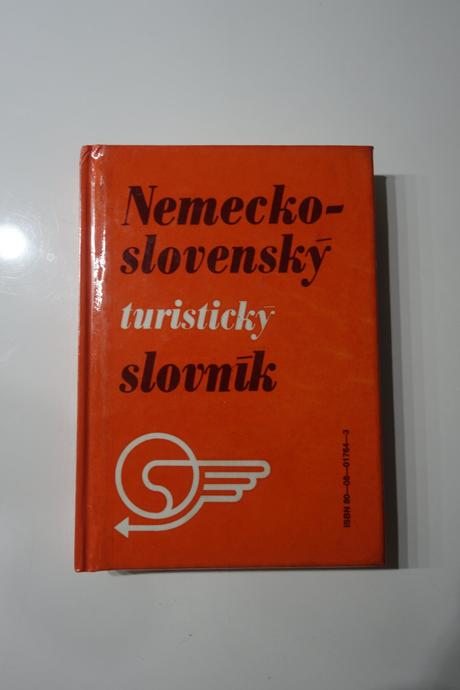 Nemecko-
slovenský
turistický
slovník
ISBN 80—08—01764—3